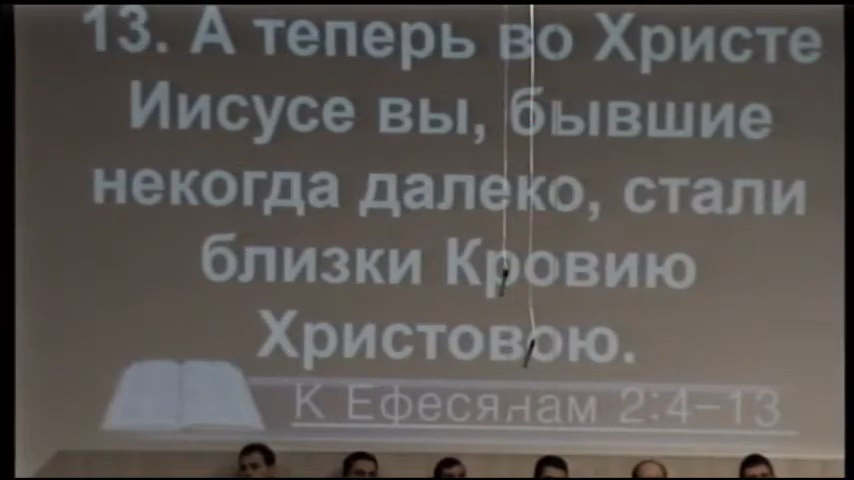 13. А теперь во Христе
Иисусе вы, бывшие
некогда далеко, стали
близки Кровию
Христовою.
К Ефесянам 2:4-13